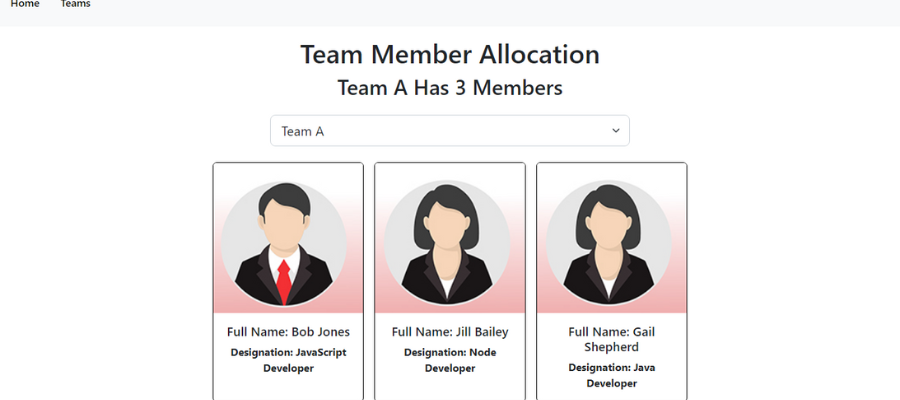 Home Teams
Team Member Allocation
Team A Has 3 Members
Team A
Full Name: Bob Jones
Designation: JavaScript
Developer
Full Name: Jill Bailey
Designation: Node
Developer
Full Name: Gail
Shepherd
Designation: Java
Developer